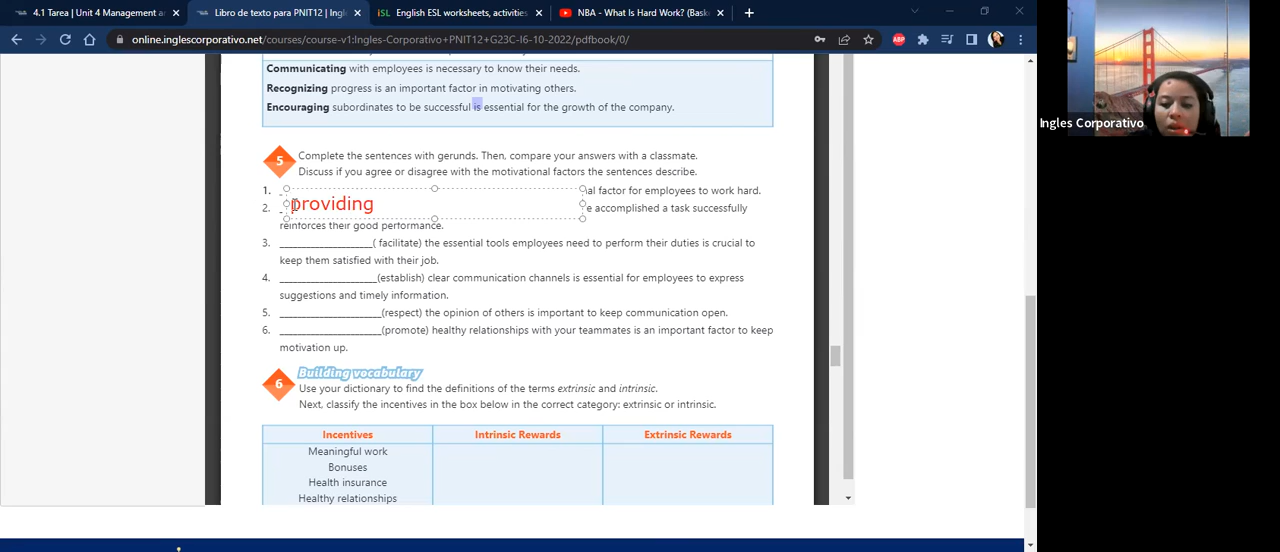 4.1 Tarea | Unit 4 Management ar
Libro de texto para PNIT12 | Ingle
English ESL worksheets, activities
NBA - What Is Hard Work? (Bask
online.inglescorporativo.net/courses/course-v1:Ingles-Corporativo+PNIT12+G23C-I6-10-2022/pdfbook/0/
Communicating with employees is necessary to know their needs.
Recognizing progress is an important factor in motivating others.
Encouraging subordinates to be successful is essential for the growth of the company.
5 Complete the sentences with gerunds. Then, compare your answers with a classmate.
Discuss if you agree or disagree with the motivational factors the sentences describe.
1. _ al factor for employees to work hard.
providing
2. _ e accomplished a task successfully
reinforces their good performance.
3. ____________________( facilitate) the essential tools employees need to perform their duties is crucial to
keep them satisfied with their job.
4. _____________________(establish) clear communication channels is essential for employees to express
suggestions and timely information.
5. ______________________(respect) the opinion of others is important to keep communication open.
6. ______________________(promote) healthy relationships with your teammates is an important factor to keep
motivation up.
6 Building vocabulary
Use your dictionary to find the definitions of the terms extrinsic and intrinsic.
Next, classify the incentives in the box below in the correct category: extrinsic or intrinsic.
Incentives Intrinsic Rewards Extrinsic Rewards
Meaningful work
Bonuses
Health insurance
Healthy relationships
Ingles Corporativo